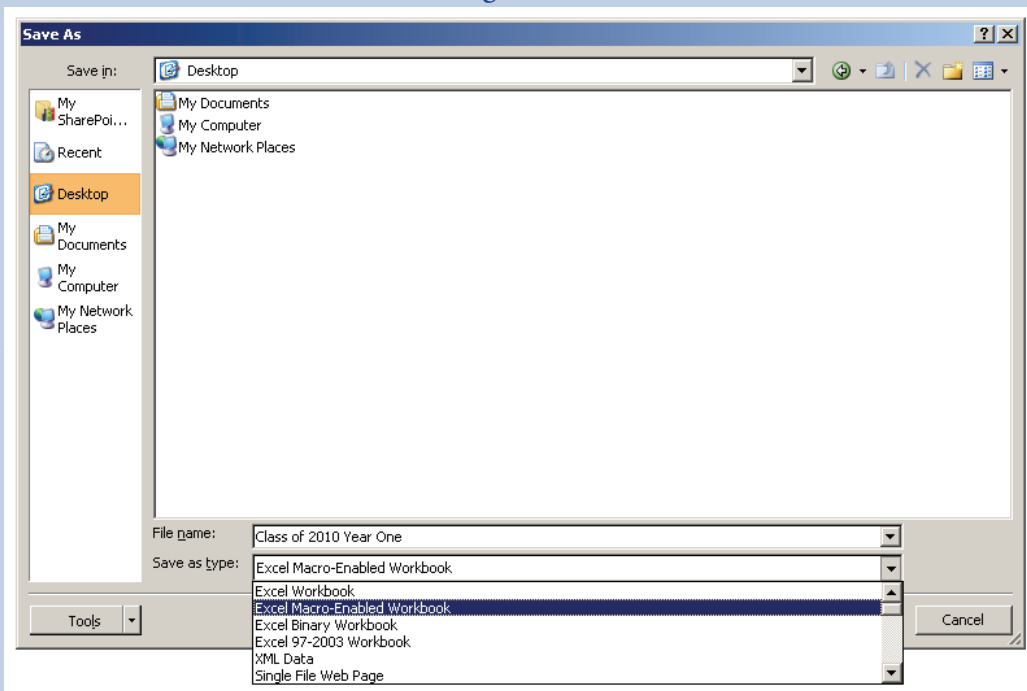 Save As
Save in:
Desktop
My
SharePoi...
Recent
Desktop
My
Documents
My
Computer
My Network
Places
My Documents
My Computer
My Network Places
File name:
Class of 2010 Year One
Save as type:
Excel Macro-Enabled Workbook
Excel Workbook
Excel Macro-Enabled Workbook
Excel Binary Workbook
Excel 97-2003 Workbook
XML Data
Single File Web Page
Tools
Cancel